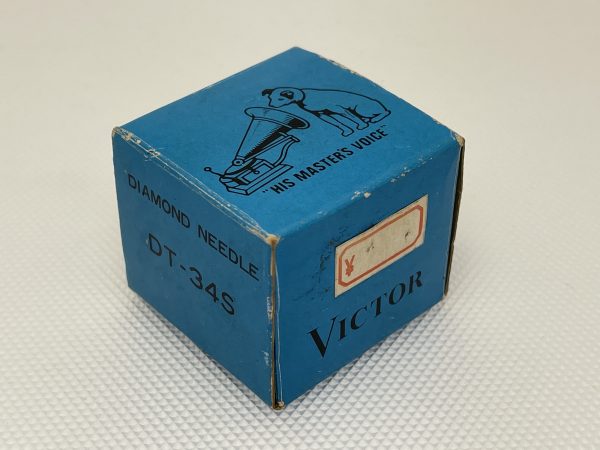 "HIS MASTER'S VOICE"
DIAMOND NEEDLE
DT-34S
¥
VICTOR